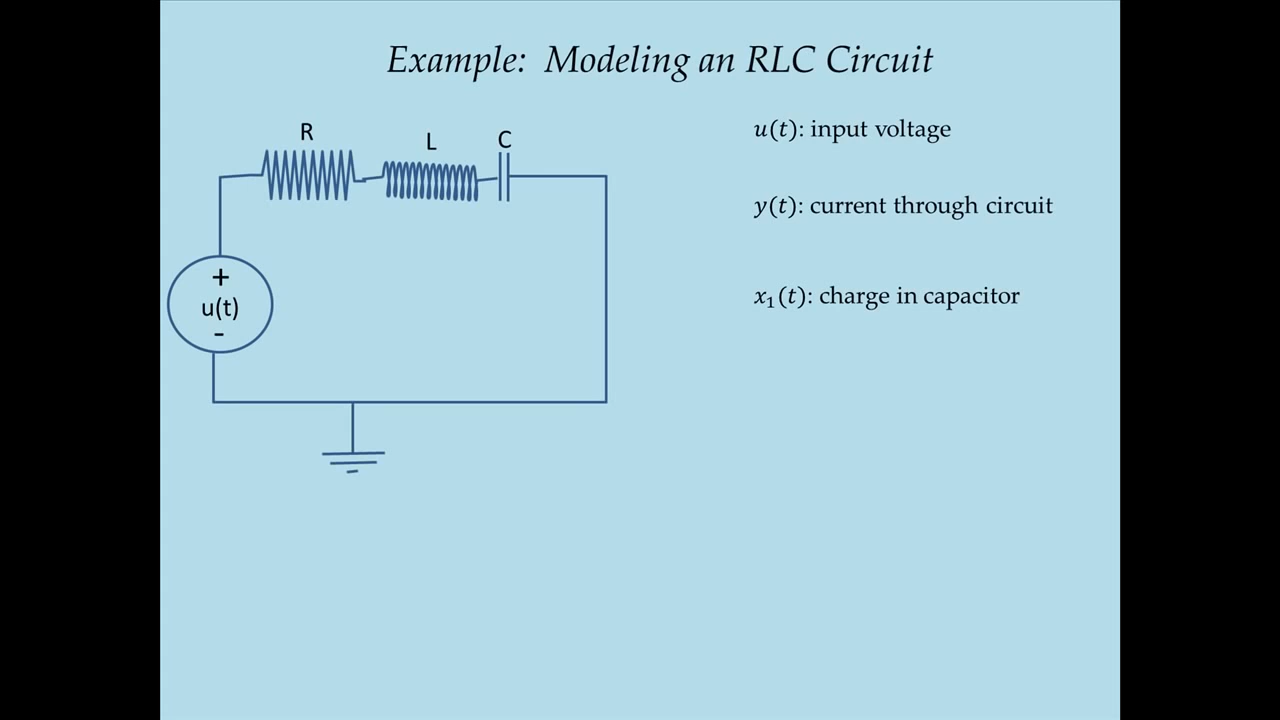 Example: Modeling an RLC Circuit
R
L
C
+
u(t)
-
u(t): input voltage
y(t): current through circuit
x₁(t): charge in capacitor